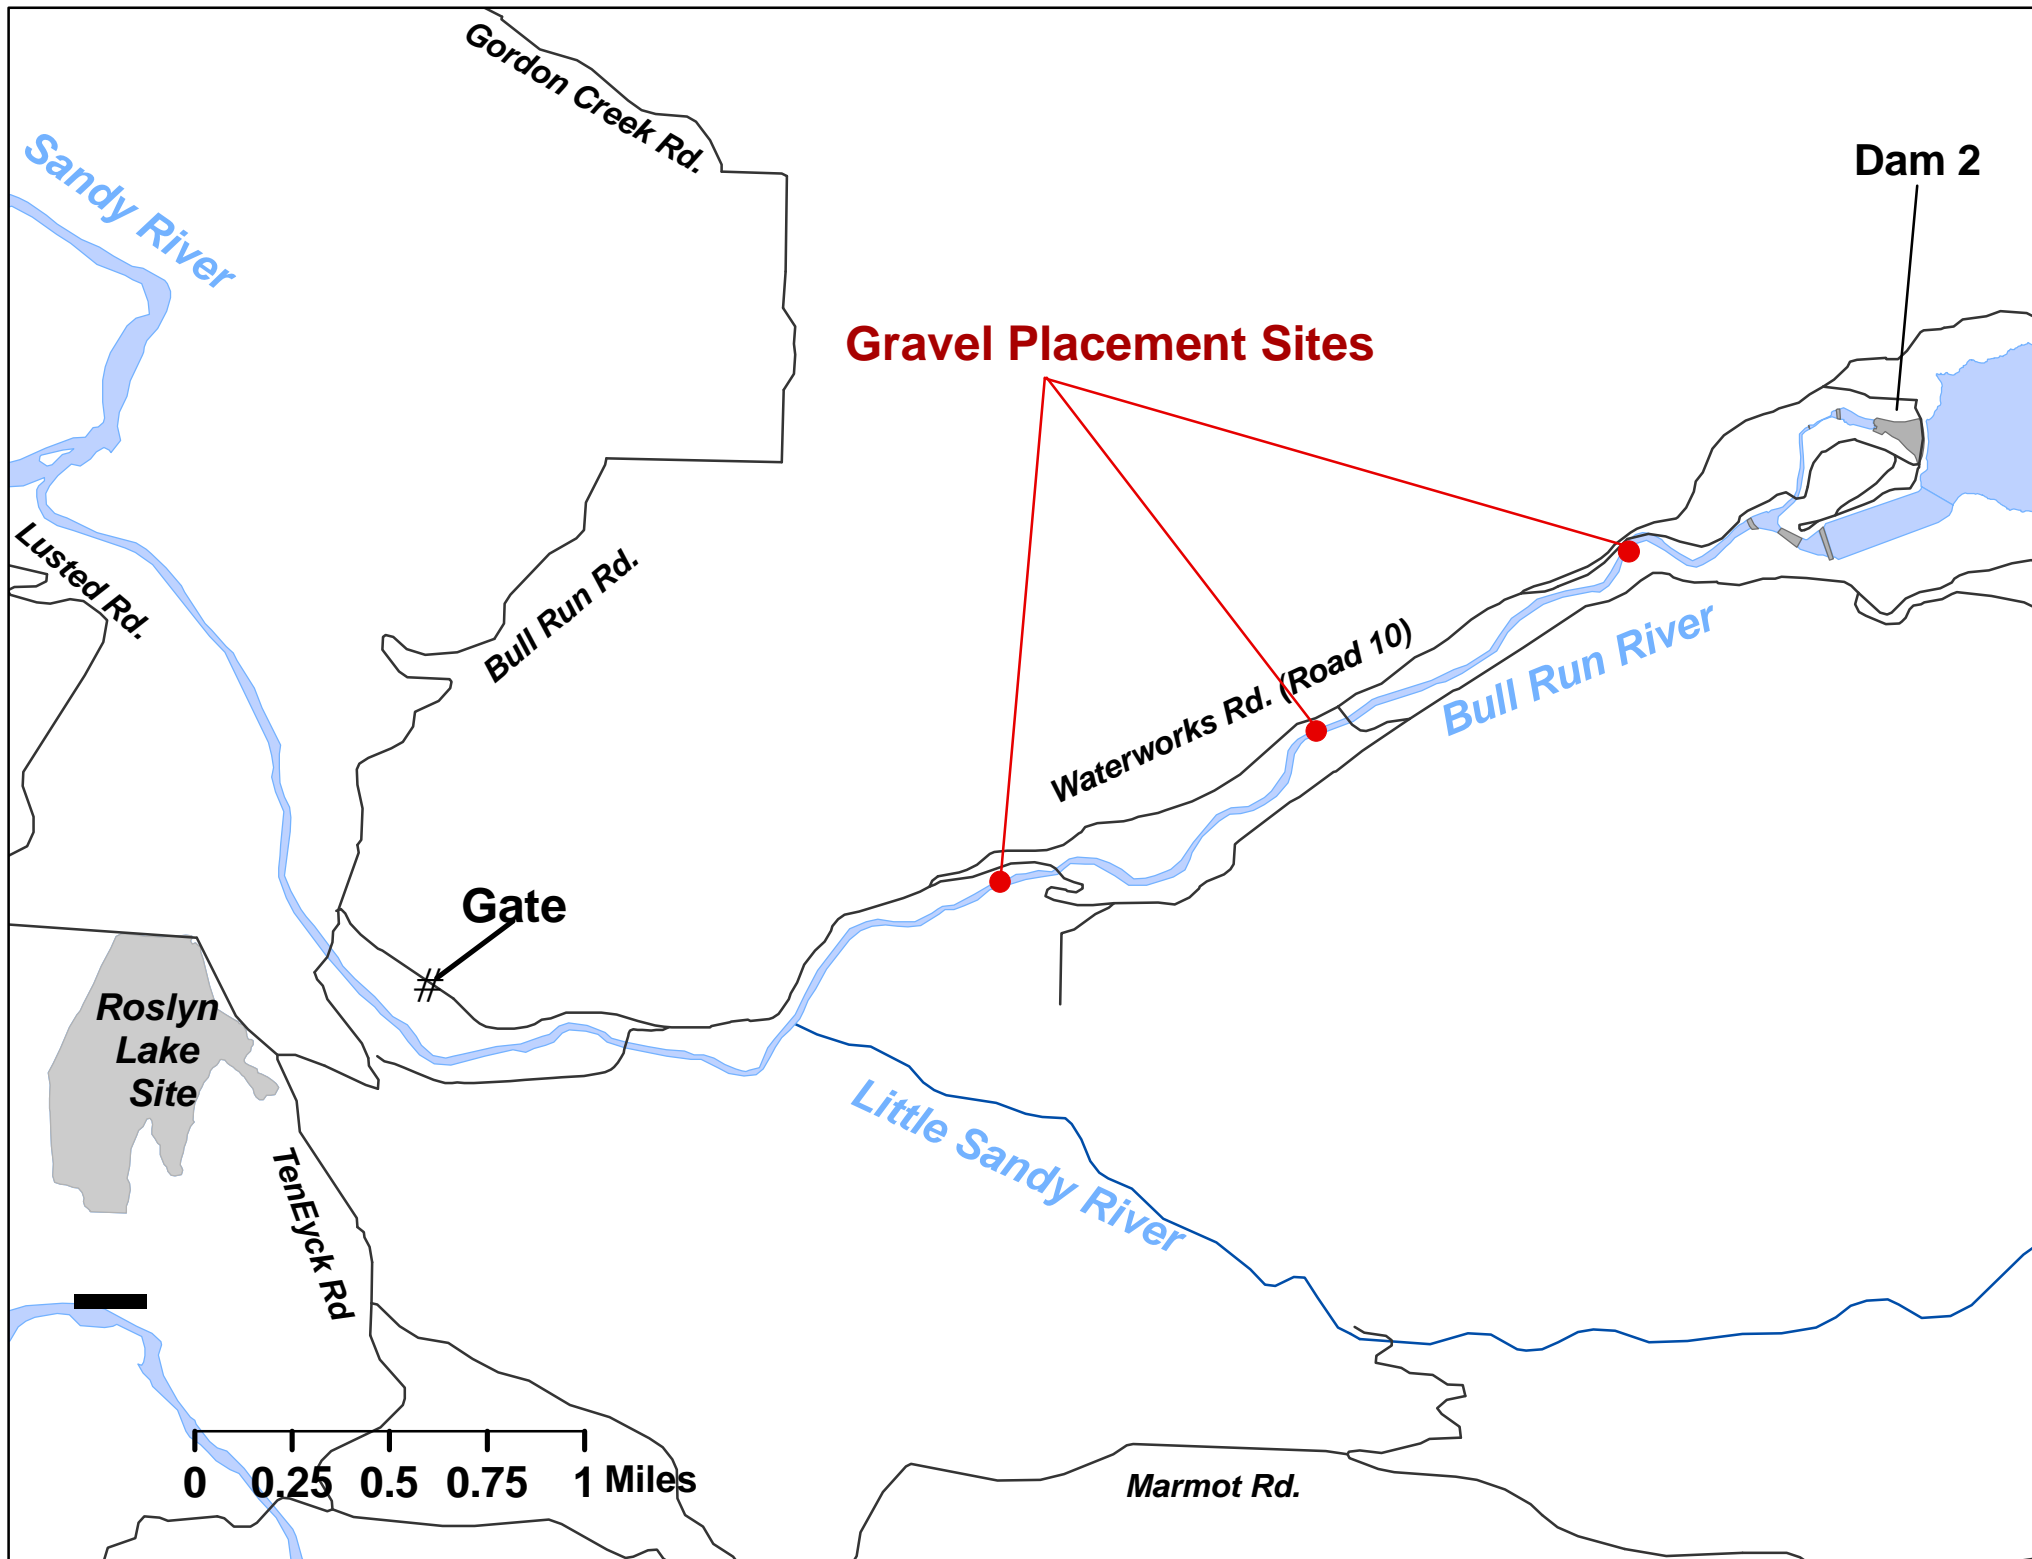 Gordon Creek Rd.
Sandy River
Dam 2
Gravel Placement Sites
Lusted Rd.
Bull Run Rd.
Waterworks Rd. (Road 10)
Bull Run River
Gate
#
Roslyn
Lake
Site
Little Sandy River
TenEyck Rd
0 0.25 0.5 0.75 1 Miles
Marmot Rd.